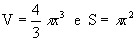 V = 4/3 πr³ e S = πr²